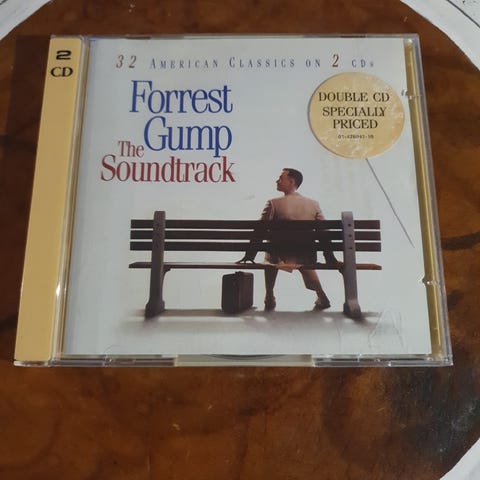 2
CD
32 AMERICAN CLASSICS ON 2 CDs
Forrest
Gump
The
Soundtrack
DOUBLE CD
SPECIALLY
PRICED